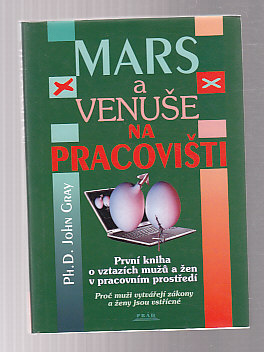 MARS
a
VENUŠE
NA
PRACOVIŠTI
PH.D. JOHN GRAY
První kniha
o vztazích mužů a žen
v pracovním prostředí
Proč muži vytvářejí zákony
a ženy jsou vstřícné
PRÁH